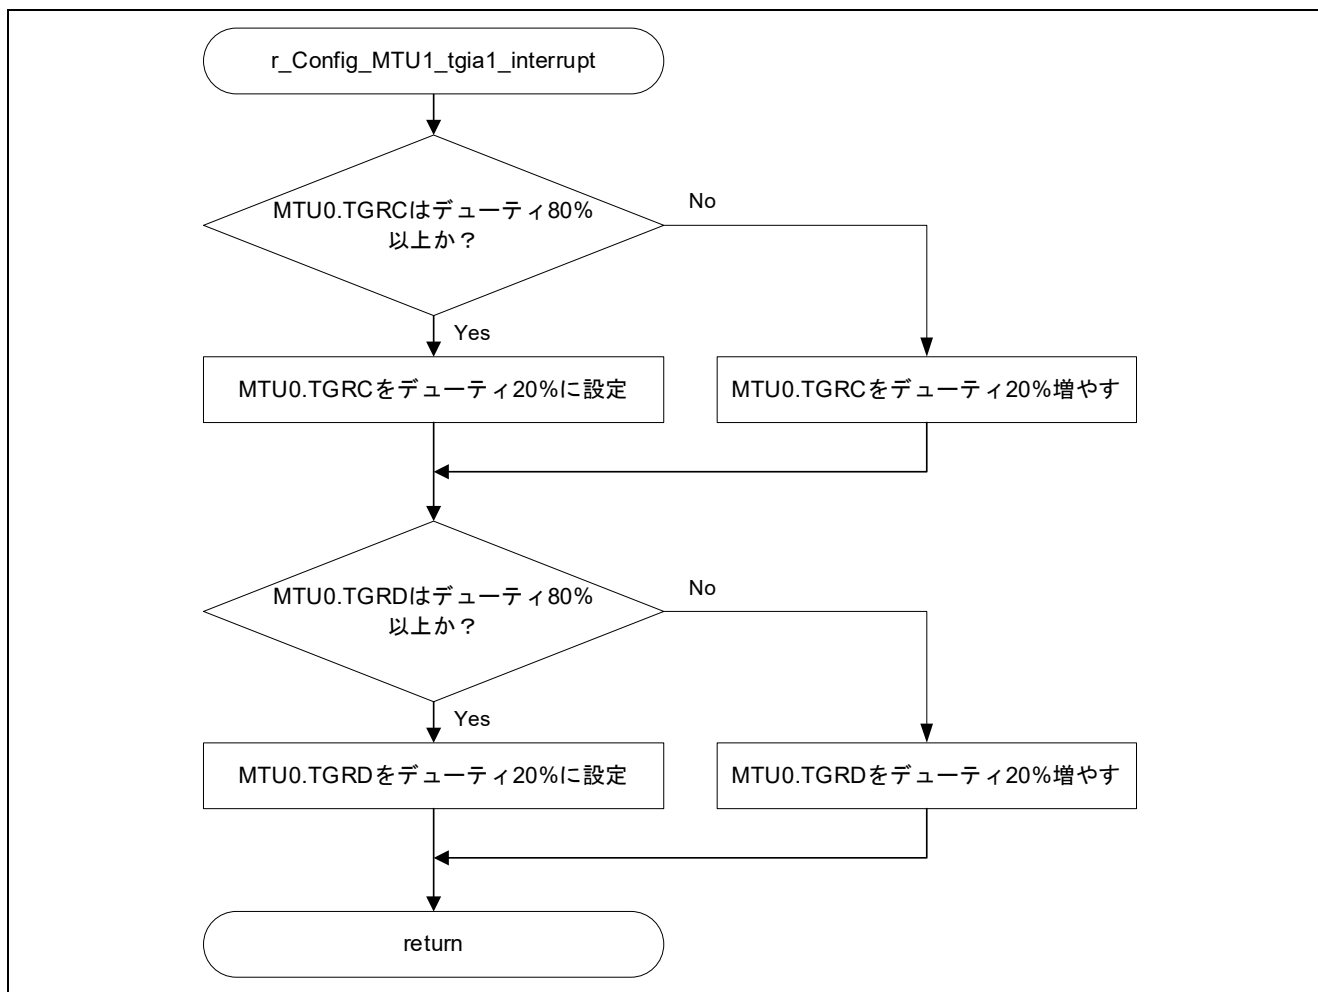 r_Config_MTU1_tgia1_interrupt
MTU0.TGRCはデューティ80%
以上か？
No
Yes
MTU0.TGRCをデューティ20%に設定
MTU0.TGRCをデューティ20%増やす
MTU0.TGRDはデューティ80%
以上か？
No
Yes
MTU0.TGRDをデューティ20%に設定
MTU0.TGRDをデューティ20%増やす
return